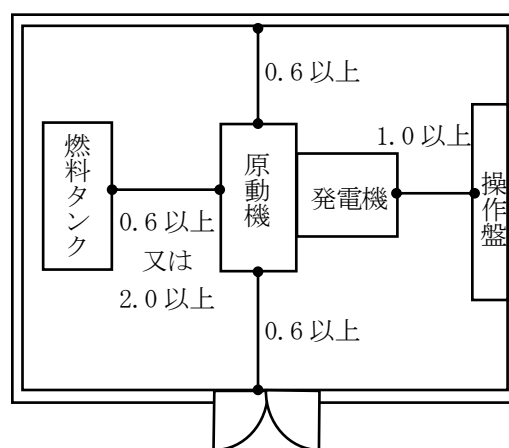 0.6以上
1.0以上
燃料タンク
原動機
発電機
操作盤
0.6以上
又は
2.0以上
0.6以上